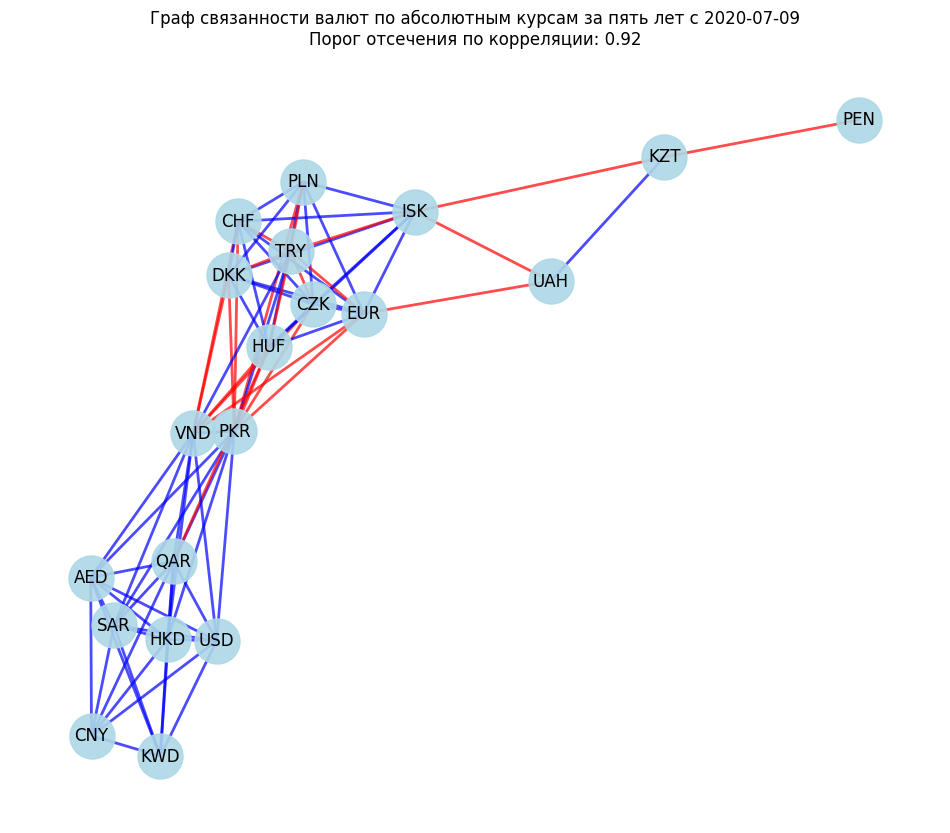 Граф связанности валют по абсолютным курсам за пять лет с 2020-07-09
Порог отсечения по корреляции: 0.92
PEN
KZT
PLN
ISK
CHF
TRY
DKK
UAH
CZK
EUR
HUF
VND
PKR
QAR
AED
SAR
HKD
USD
CNY
KWD